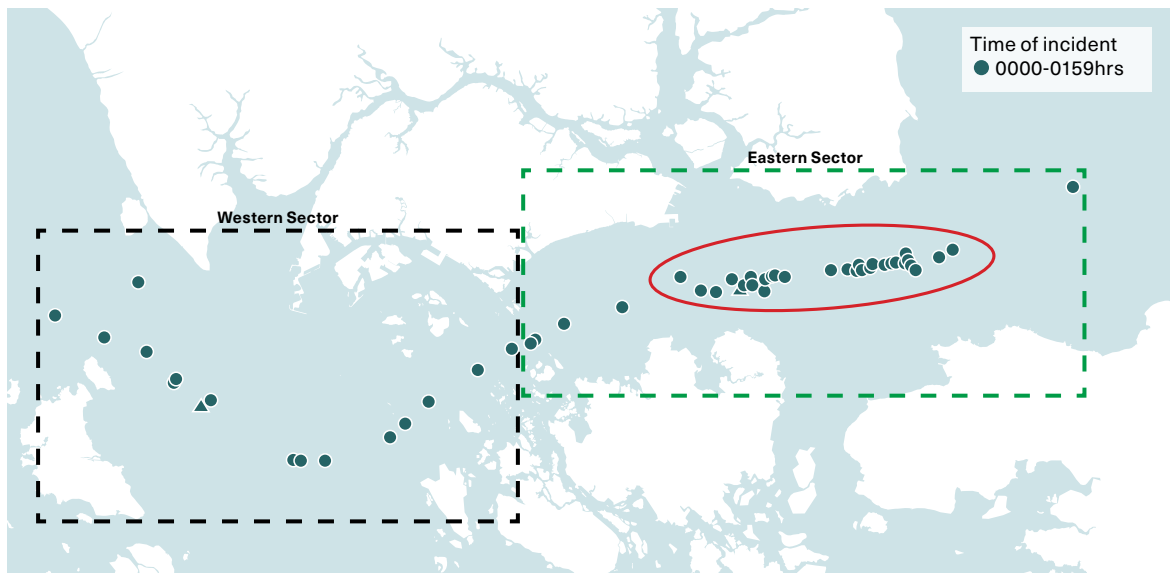 Time of incident
0000-0159hrs
Eastern Sector
Western Sector